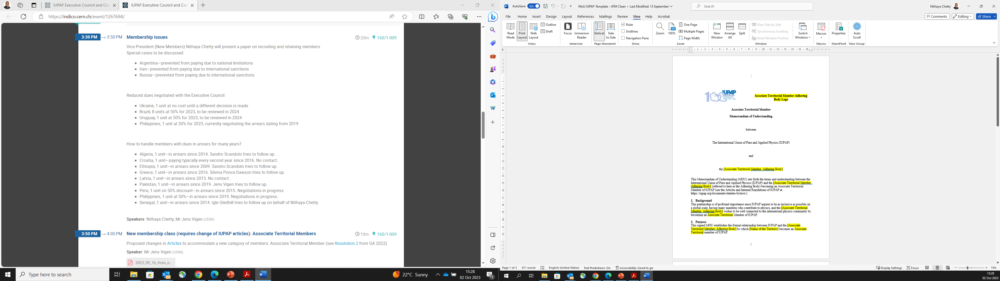 IUPAP Executive Council and Con
IUPAP Executive Council and Con
https://indico.cern.ch/event/1267694/
3:30 PM → 3:50 PM Membership issues 20m 160/1-009
Vice President (New Members) Nithaya Chetty will present a paper on recruiting and retaining members
Special cases to be discussed:
Argentina—prevented from paying due to national limitations
Iran—prevented from paying due to international sanctions
Russia—prevented from paying due to international sanctions
Reduced dues negotiated with the Executive Council:
Ukraine, 1 unit at no cost until a different decision is made
Brazil, 8 units at 50% for 2023, to be reviewed in 2024
Uruguay, 1 unit at 50% for 2023, to be reviewed in 2024
Philippines, 1 unit at 50% for 2023, currently negotiating the arrears dating from 2019
How to handle members with dues in arrears for many years?
Algeria, 1 unit—in arrears since 2014. Sandro Scandolo tries to follow up.
Croatia, 1 unit—paying typically every second year since 2016. No contact.
Ethiopia, 1 unit—in arrears since 2009. Sandro Scandolo tries to follow up.
Greece, 1 unit—in arrears since 2016. Silvina Ponce Dawson tries to follow up.
Latvia, 1 unit—in arrears since 2015. No contact.
Pakistan, 1 unit—in arrears since 2019. Jens Vigen tries to follow up.
Peru, 1 unit on 50% discount—in arrears since 2015. Negotiations in progress.
Philippines, 1 unit at 50%—in arrears since 2019. Negotiations in progress.
Senegal, 1 unit—in arrears since 2014. Igle Gledhill tries to follow up on behalf of Nithaya Chetty.
Speakers: Nithaya Chetty, Mr Jens Vigen (CERN)
3:50 PM → 4:00 PM New membership class (requires change of IUPAP articles): Associate Territorial Members 10m 160/1-009
Proposed changes in Articles to accommodate a new category of members: Associate Territorial Member (see Resolution 2 from GA 2022)
Speaker: Mr Jens Vigen (CERN)
2023_09_16_from_o...
Type here to search
22°C Sunny
15:28
02 Oct 2023
13
AutoSave On MoU IUPAP-Template - ATM Clean • Last Modified: 13 September Search Nithaya Chetty
File Home Insert Design Layout References Mailings Review View Help Acrobat Comments Editing Share
Read Mode Print Layout Web Layout Outline Draft
Views
Focus Immersive Reader
Immersive
Vertical Side to Side
Page Movement
Ruler Gridlines Navigation Pane
Show
Zoom 100% One Page Multiple Pages Page Width
Zoom
New Window Arrange All Split View Side by Side Synchronous Scrolling Reset Window Position Switch Windows
Window
Macros
Macros
Properties
SharePoint
Auto Scroll
New Group
IUPAP
Centenary
Associate Territorial Member Adhering
Body Logo
Associate Territorial Member
Memorandum of Understanding
between
The International Union of Pure and Applied Physics (IUPAP)
and
the [Associate Territorial Member Adhering Body]
This Memorandum of Understanding (MOU) sets forth the terms and understanding between the
International Union of Pure and Applied Physics (IUPAP) and the [Associate Territorial Member
Adhering Body] (referred to here as the Adhering Body) becoming an Associate Territorial
Member of IUPAP (see the Articles and Internal Regulations of IUPAP at
https://iupap.org/documents/statutes-bylaws/).
1. Background
This partnership is of profound importance since IUPAP aspires to be as inclusive as possible on
a global scale, having many members who contribute to physics, and the [Associate Territorial
Member Adhering Body] wishes to be well connected to the international physics community by
becoming an Associate Territorial Member of IUPAP.
2. Purpose
This signed MOU establishes the formal relationship between IUPAP and the [Associate
Territorial Member Adhering Body] by which [Name of the Territory] becomes an Associate
Territorial member of IUPAP.
1
Page 1 of 3 671 words English (United States) Text Predictions: On Accessibility: Good to go Display Settings Focus 74%
15:28
02 Oct 2023